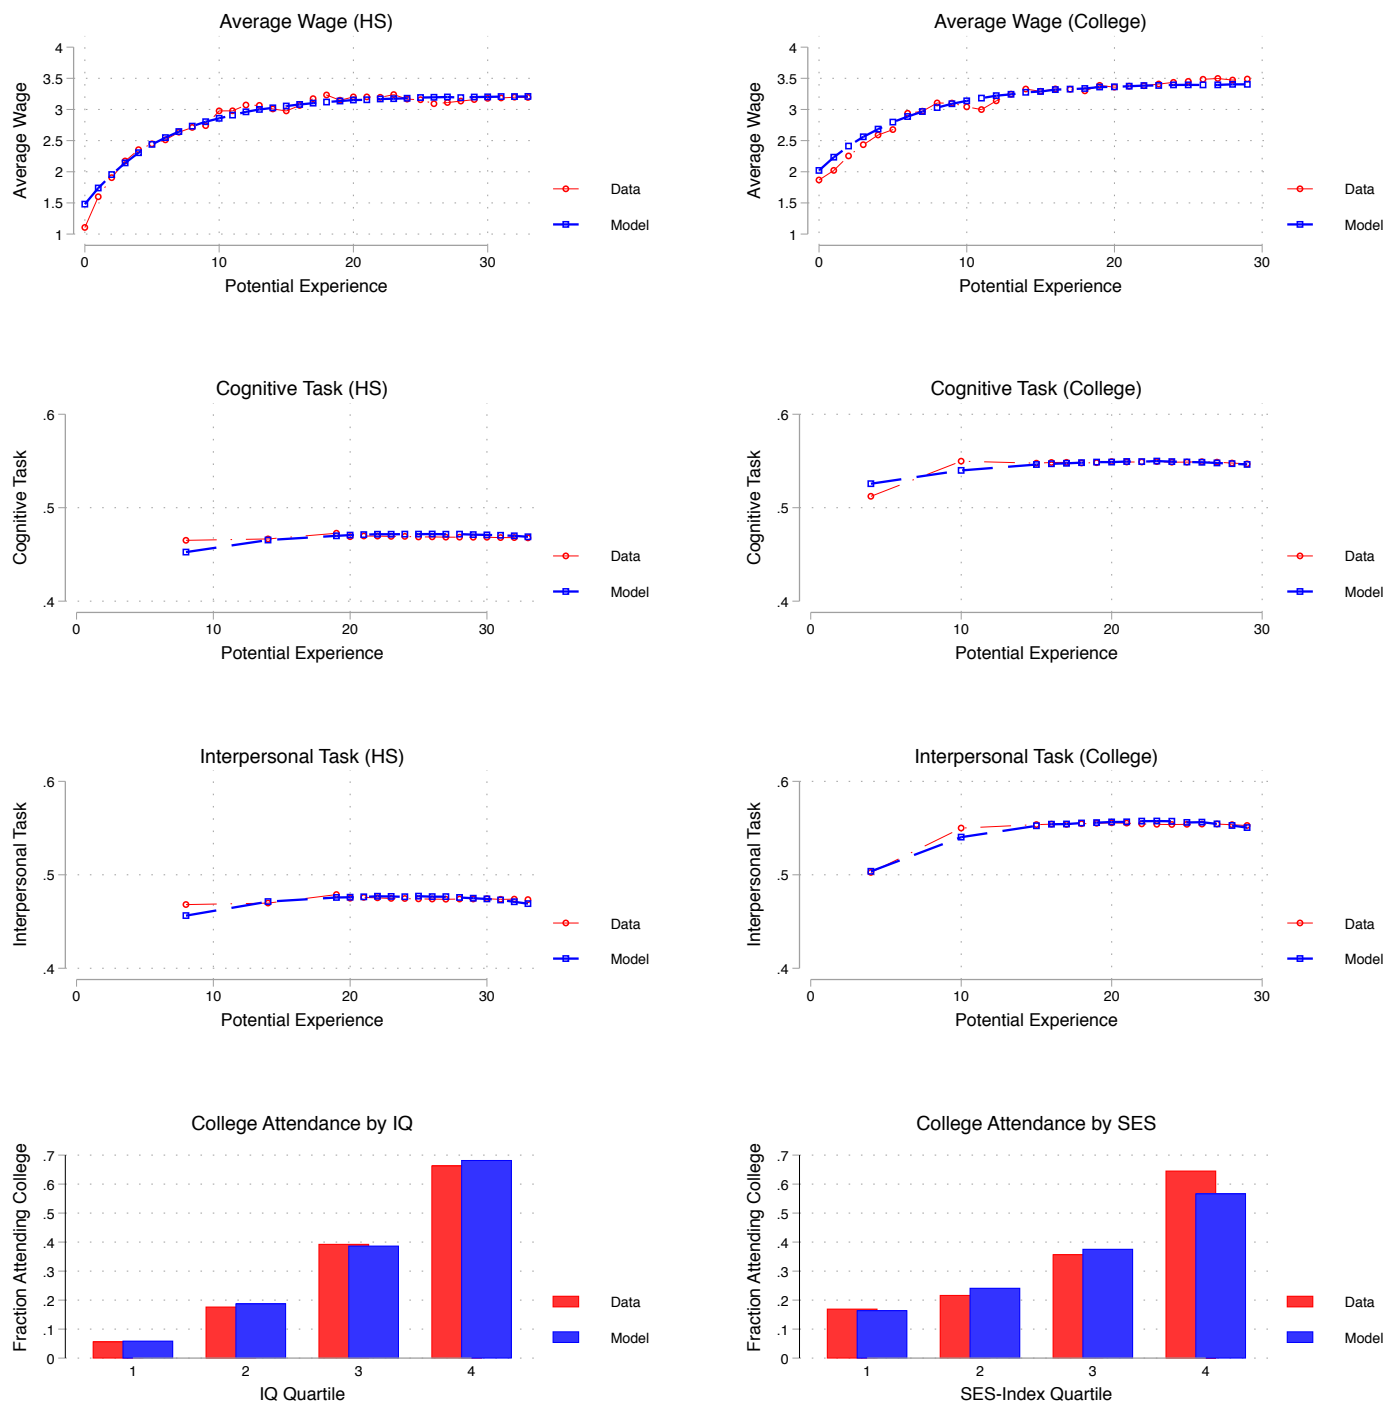 Average Wage (HS)
4
3.5
3
2.5
2
1.5
1
Average Wage
0 10 20 30
Potential Experience
Data
Model
Average Wage (College)
4
3.5
3
2.5
2
1.5
1
Average Wage
0 10 20 30
Potential Experience
Data
Model
Cognitive Task (HS)
.6
.5
.4
Cognitive Task
0 10 20 30
Potential Experience
Data
Model
Cognitive Task (College)
.6
.5
.4
Cognitive Task
0 10 20 30
Potential Experience
Data
Model
Interpersonal Task (HS)
.6
.5
.4
Interpersonal Task
0 10 20 30
Potential Experience
Data
Model
Interpersonal Task (College)
.6
.5
.4
Interpersonal Task
0 10 20 30
Potential Experience
Data
Model
College Attendance by IQ
.7
.6
.5
.4
.3
.2
.1
0
Fraction Attending College
1 2 3 4
IQ Quartile
Data
Model
College Attendance by SES
.7
.6
.5
.4
.3
.2
.1
0
Fraction Attending College
1 2 3 4
SES-Index Quartile
Data
Model